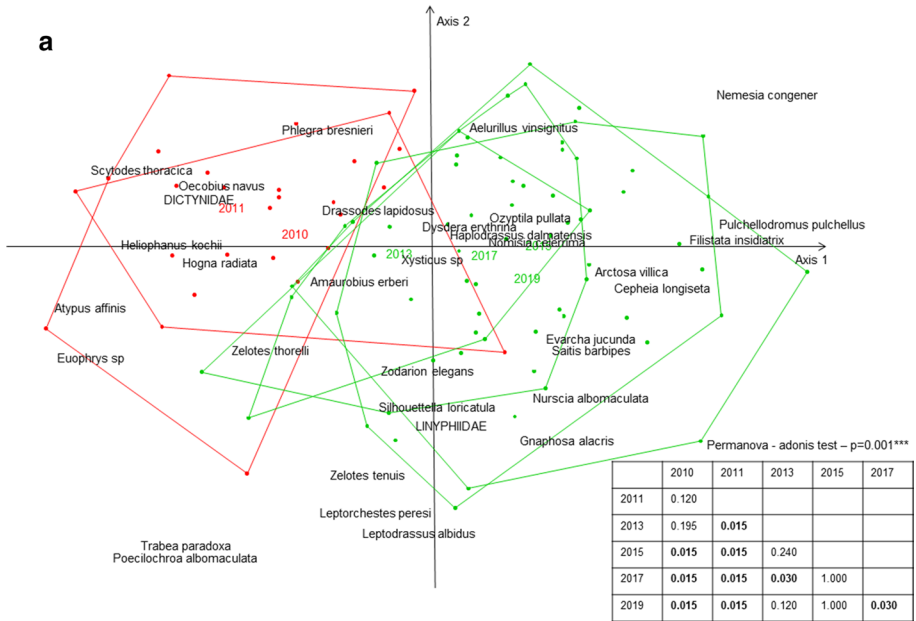 Axis 2
a
Nemesia congener
Phlegra bresnieri
Aelurillus vinsignitus
Scytodes thoracica
Oecobius navus
DICTYNIDAE
2011
Drassodes lapidosus
Ozyptila pullata
Dysdera erythrina
Pulchellodromus pulchellus
2010
Haplodrassus dalmatensis
Heliophanus kochii
Nomisia celerrima
2015
Filistata insidiatrix
2013
2017
Xysticus sp
Axis 1
Hogna radiata
Arctosa villica
2019
Amaurobius erberi
Cepheia longiseta
Atypus affinis
Evarcha jucunda
Zelotes thorelli
Saitis barbipes
Euophrys sp
Zodarion elegans
Nurscia albomaculata
Silhouettella loricatula
LINYPHIIDAE
Gnaphosa alacris
Permanova - adonis test – p=0.001***
Zelotes tenuis
Leptorchestes peresi
Leptodrassus albidus
Trabea paradoxa
Poecilochroa albomaculata
2010 2011 2013 2015 2017
2011 0.120
2013 0.195 0.015
2015 0.015 0.015 0.240
2017 0.015 0.015 0.030 1.000
2019 0.015 0.015 0.120 1.000 0.030